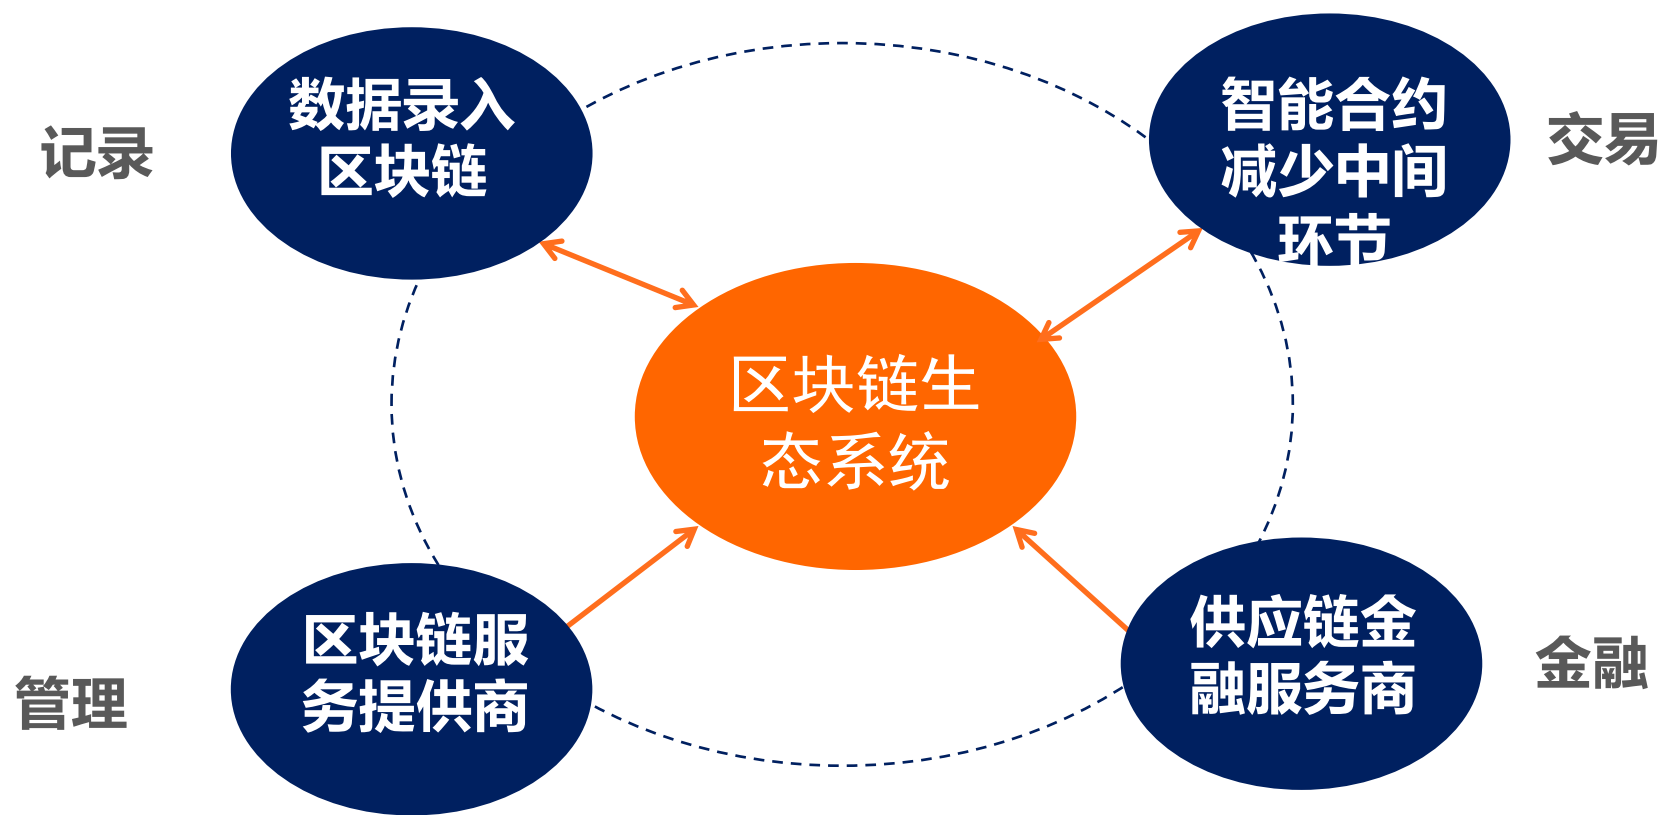 记录
数据录入
区块链
智能合约
减少中间
环节
交易
区块链生
态系统
管理
区块链服
务提供商
供应链金
融服务商
金融